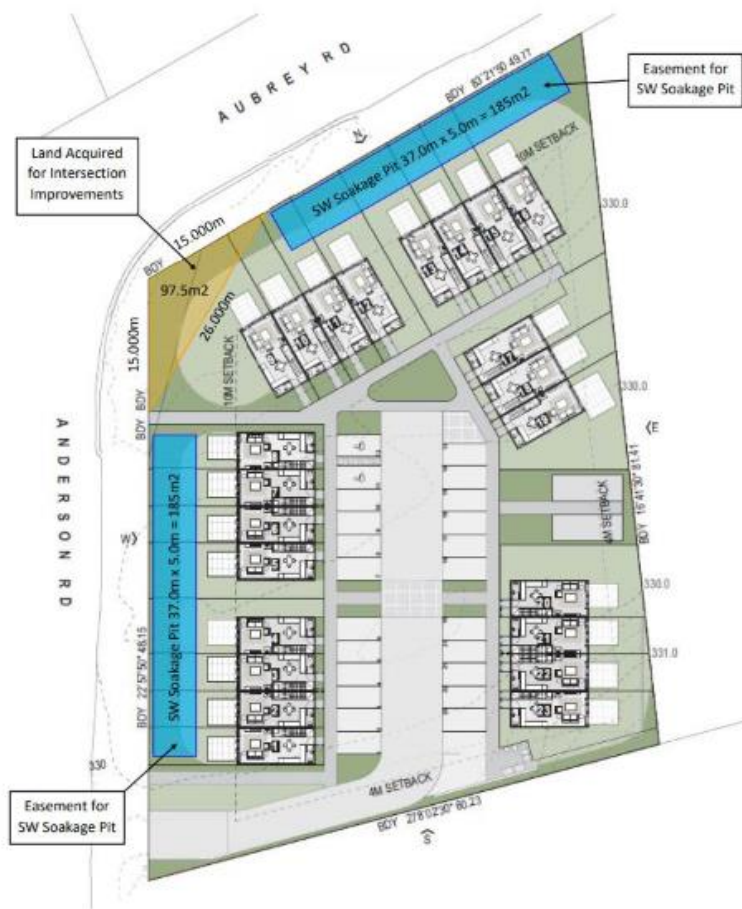 AUBREY RD
BDY 83°21'50" 49.77
Easement for
SW Soakage Pit
N
SW Soakage Pit 37.0m x 5.0m = 185m2
Land Acquired
for Intersection
Improvements
10M SETBACK
15.000m
BDY
330.0
97.5m2
26.000m
15.000m
10M SETBACK
BDY
BDY
330.0
E
ANDERSON RD
W
SW Soakage Pit 37.0m x 5.0m = 185m2
4M SETBACK
BDY 16°41'30" 81.41
330.0
BDY 22°57'50" 48.15
331.0
330
4M SETBACK
Easement for
SW Soakage Pit
BDY 278°02'30" 80.23
S